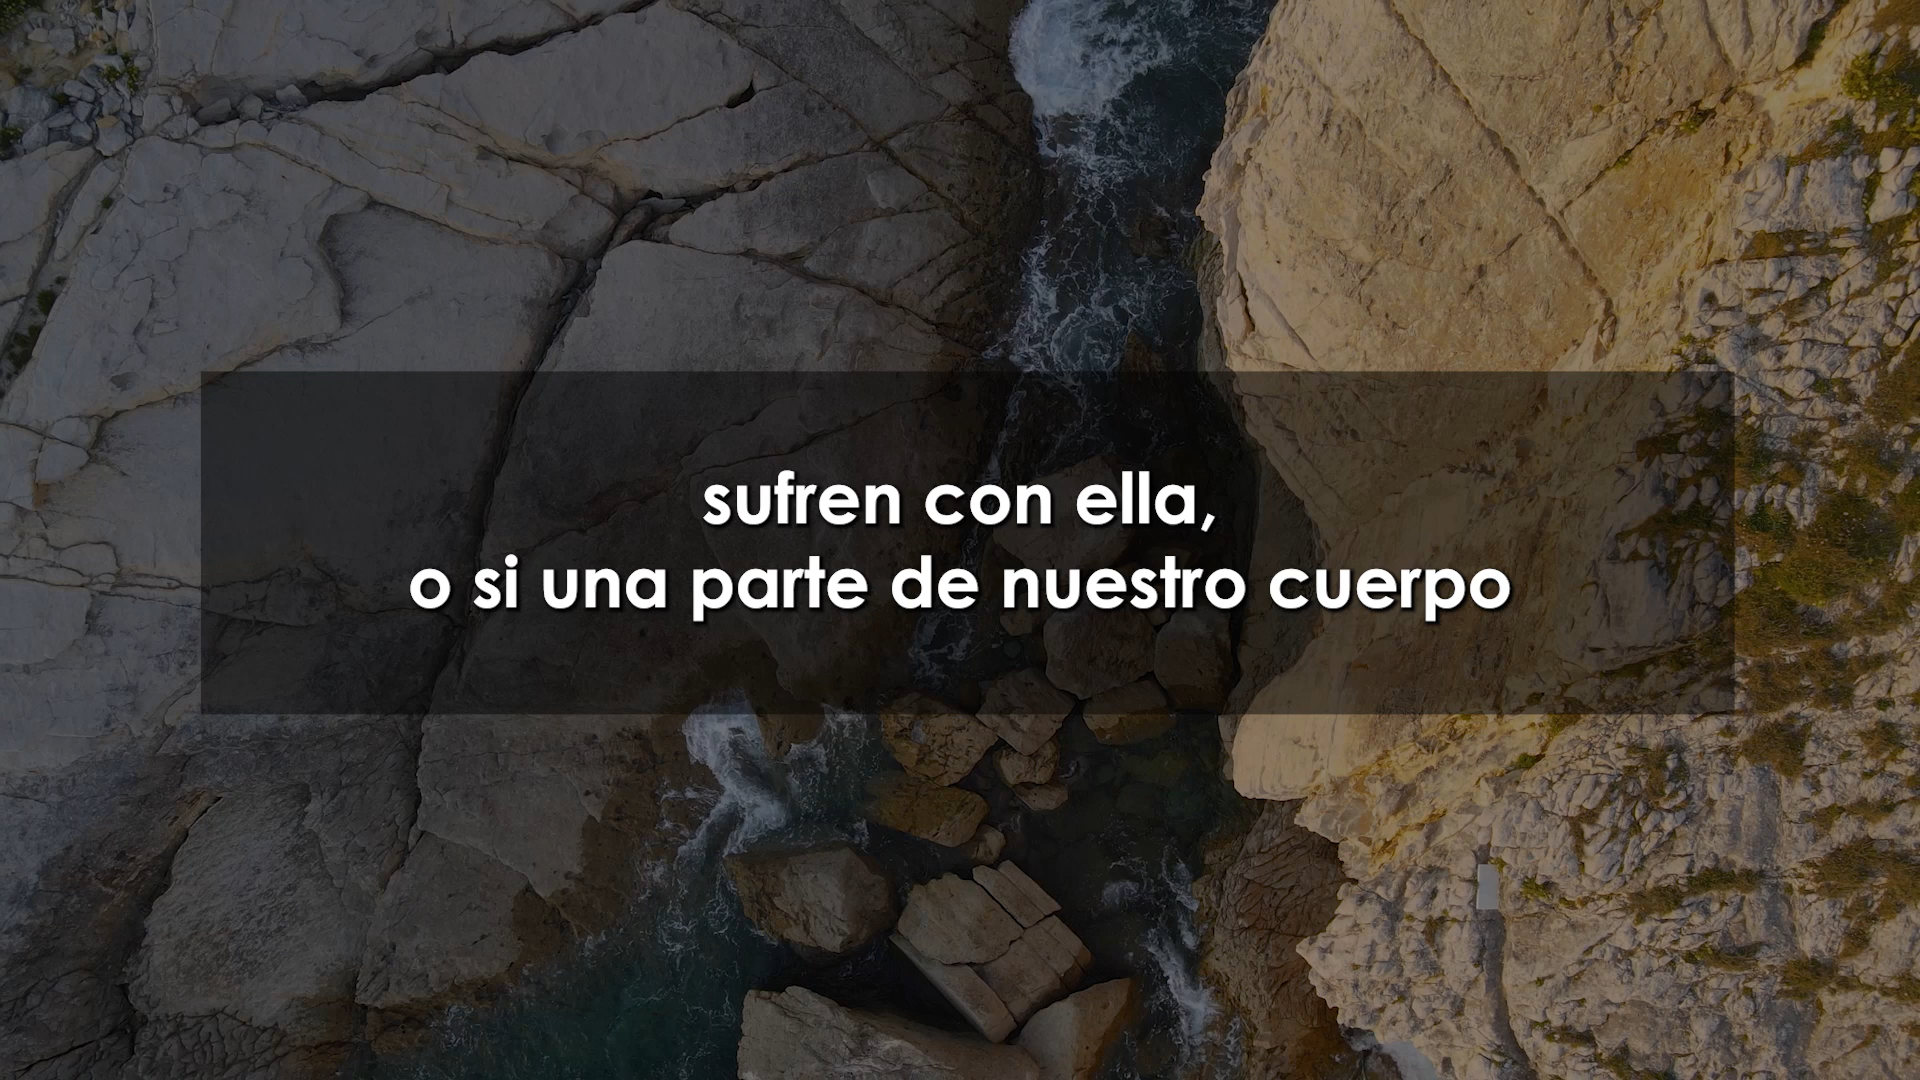 sufren con ella,
o si una parte de nuestro cuerpo